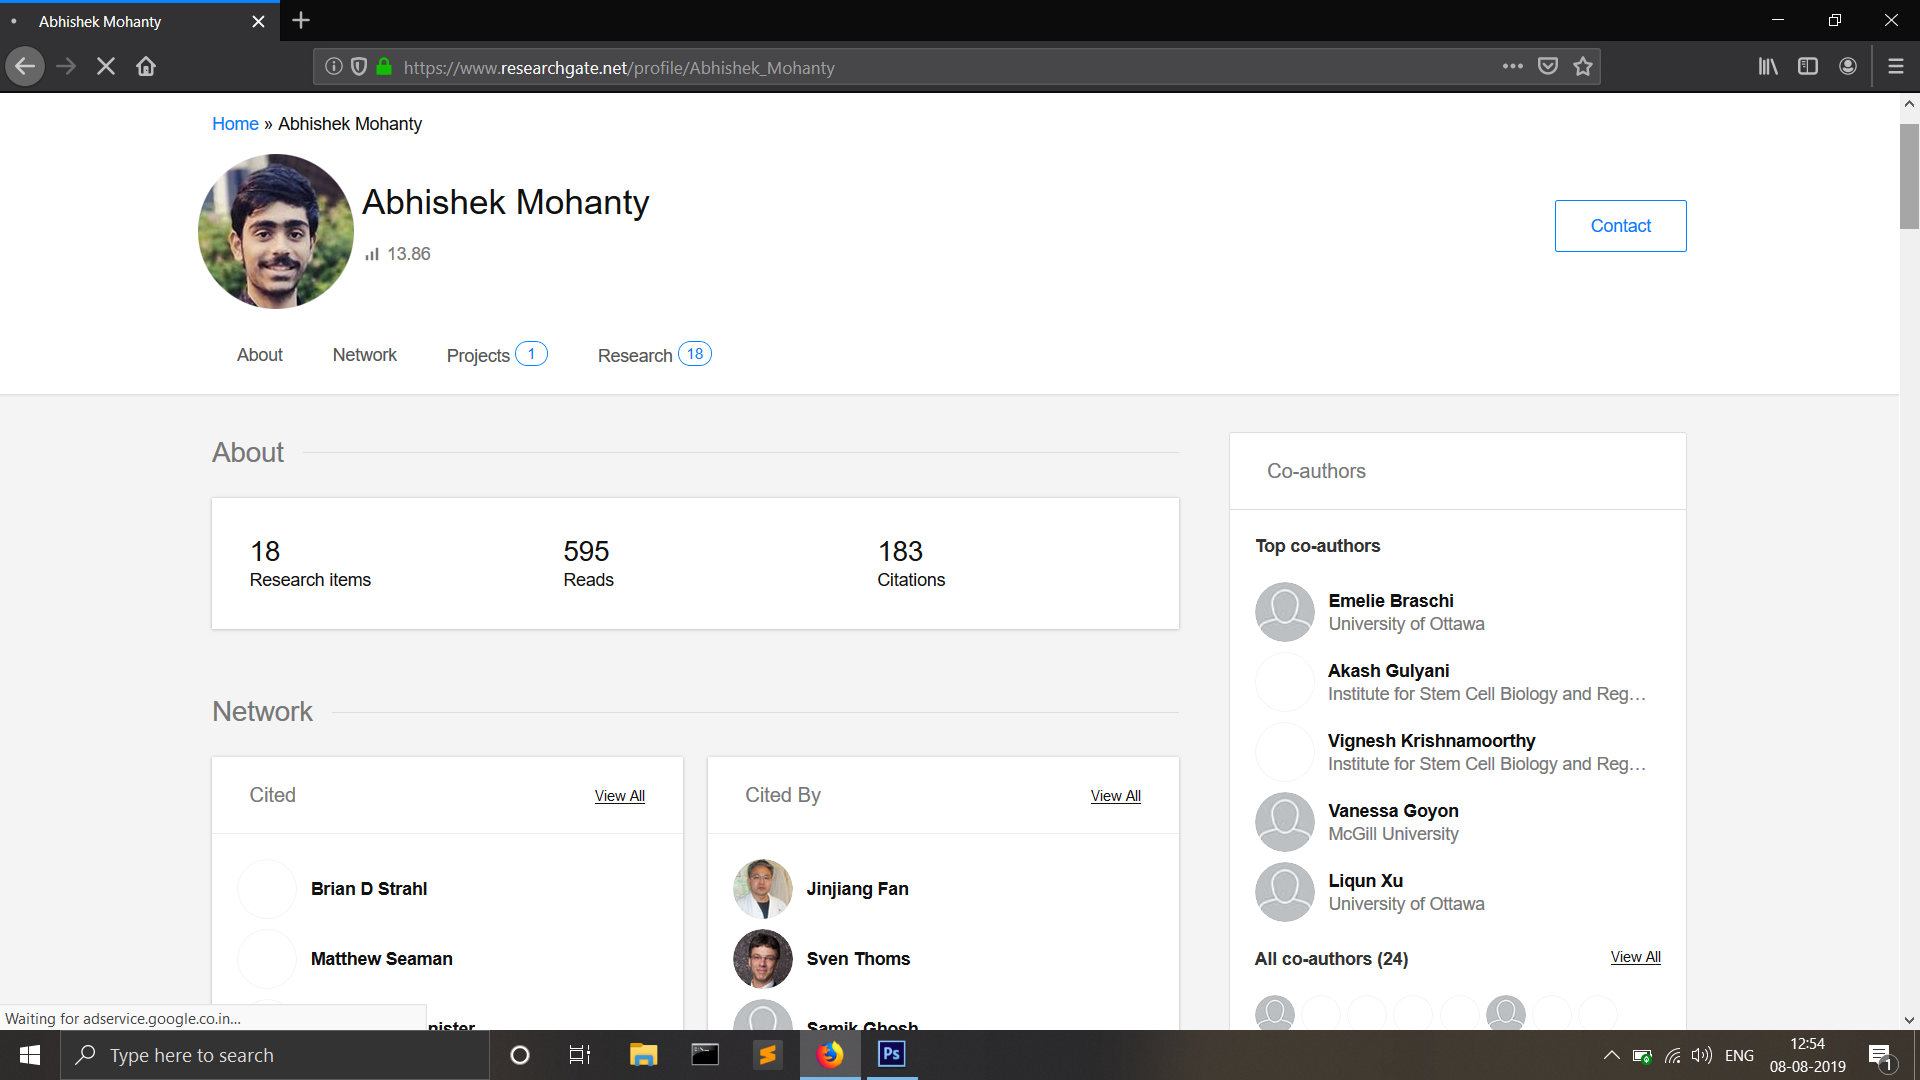 Abhishek Mohanty
https://www.researchgate.net/profile/Abhishek_Mohanty
Home » Abhishek Mohanty
Abhishek Mohanty
13.86
Contact
About
Network
Projects 1
Research 18
About
18
Research items
595
Reads
183
Citations
Network
Cited
View All
Brian D Strahl
Matthew Seaman
nister
Cited By
View All
Jinjiang Fan
Sven Thoms
Samik Ghosh
Co-authors
Top co-authors
Emelie Braschi
University of Ottawa
Akash Gulyani
Institute for Stem Cell Biology and Reg…
Vignesh Krishnamoorthy
Institute for Stem Cell Biology and Reg…
Vanessa Goyon
McGill University
Liqun Xu
University of Ottawa
All co-authors (24)
View All
Waiting for adservice.google.co.in…
Type here to search
Ps
ENG
12:54
08-08-2019
1